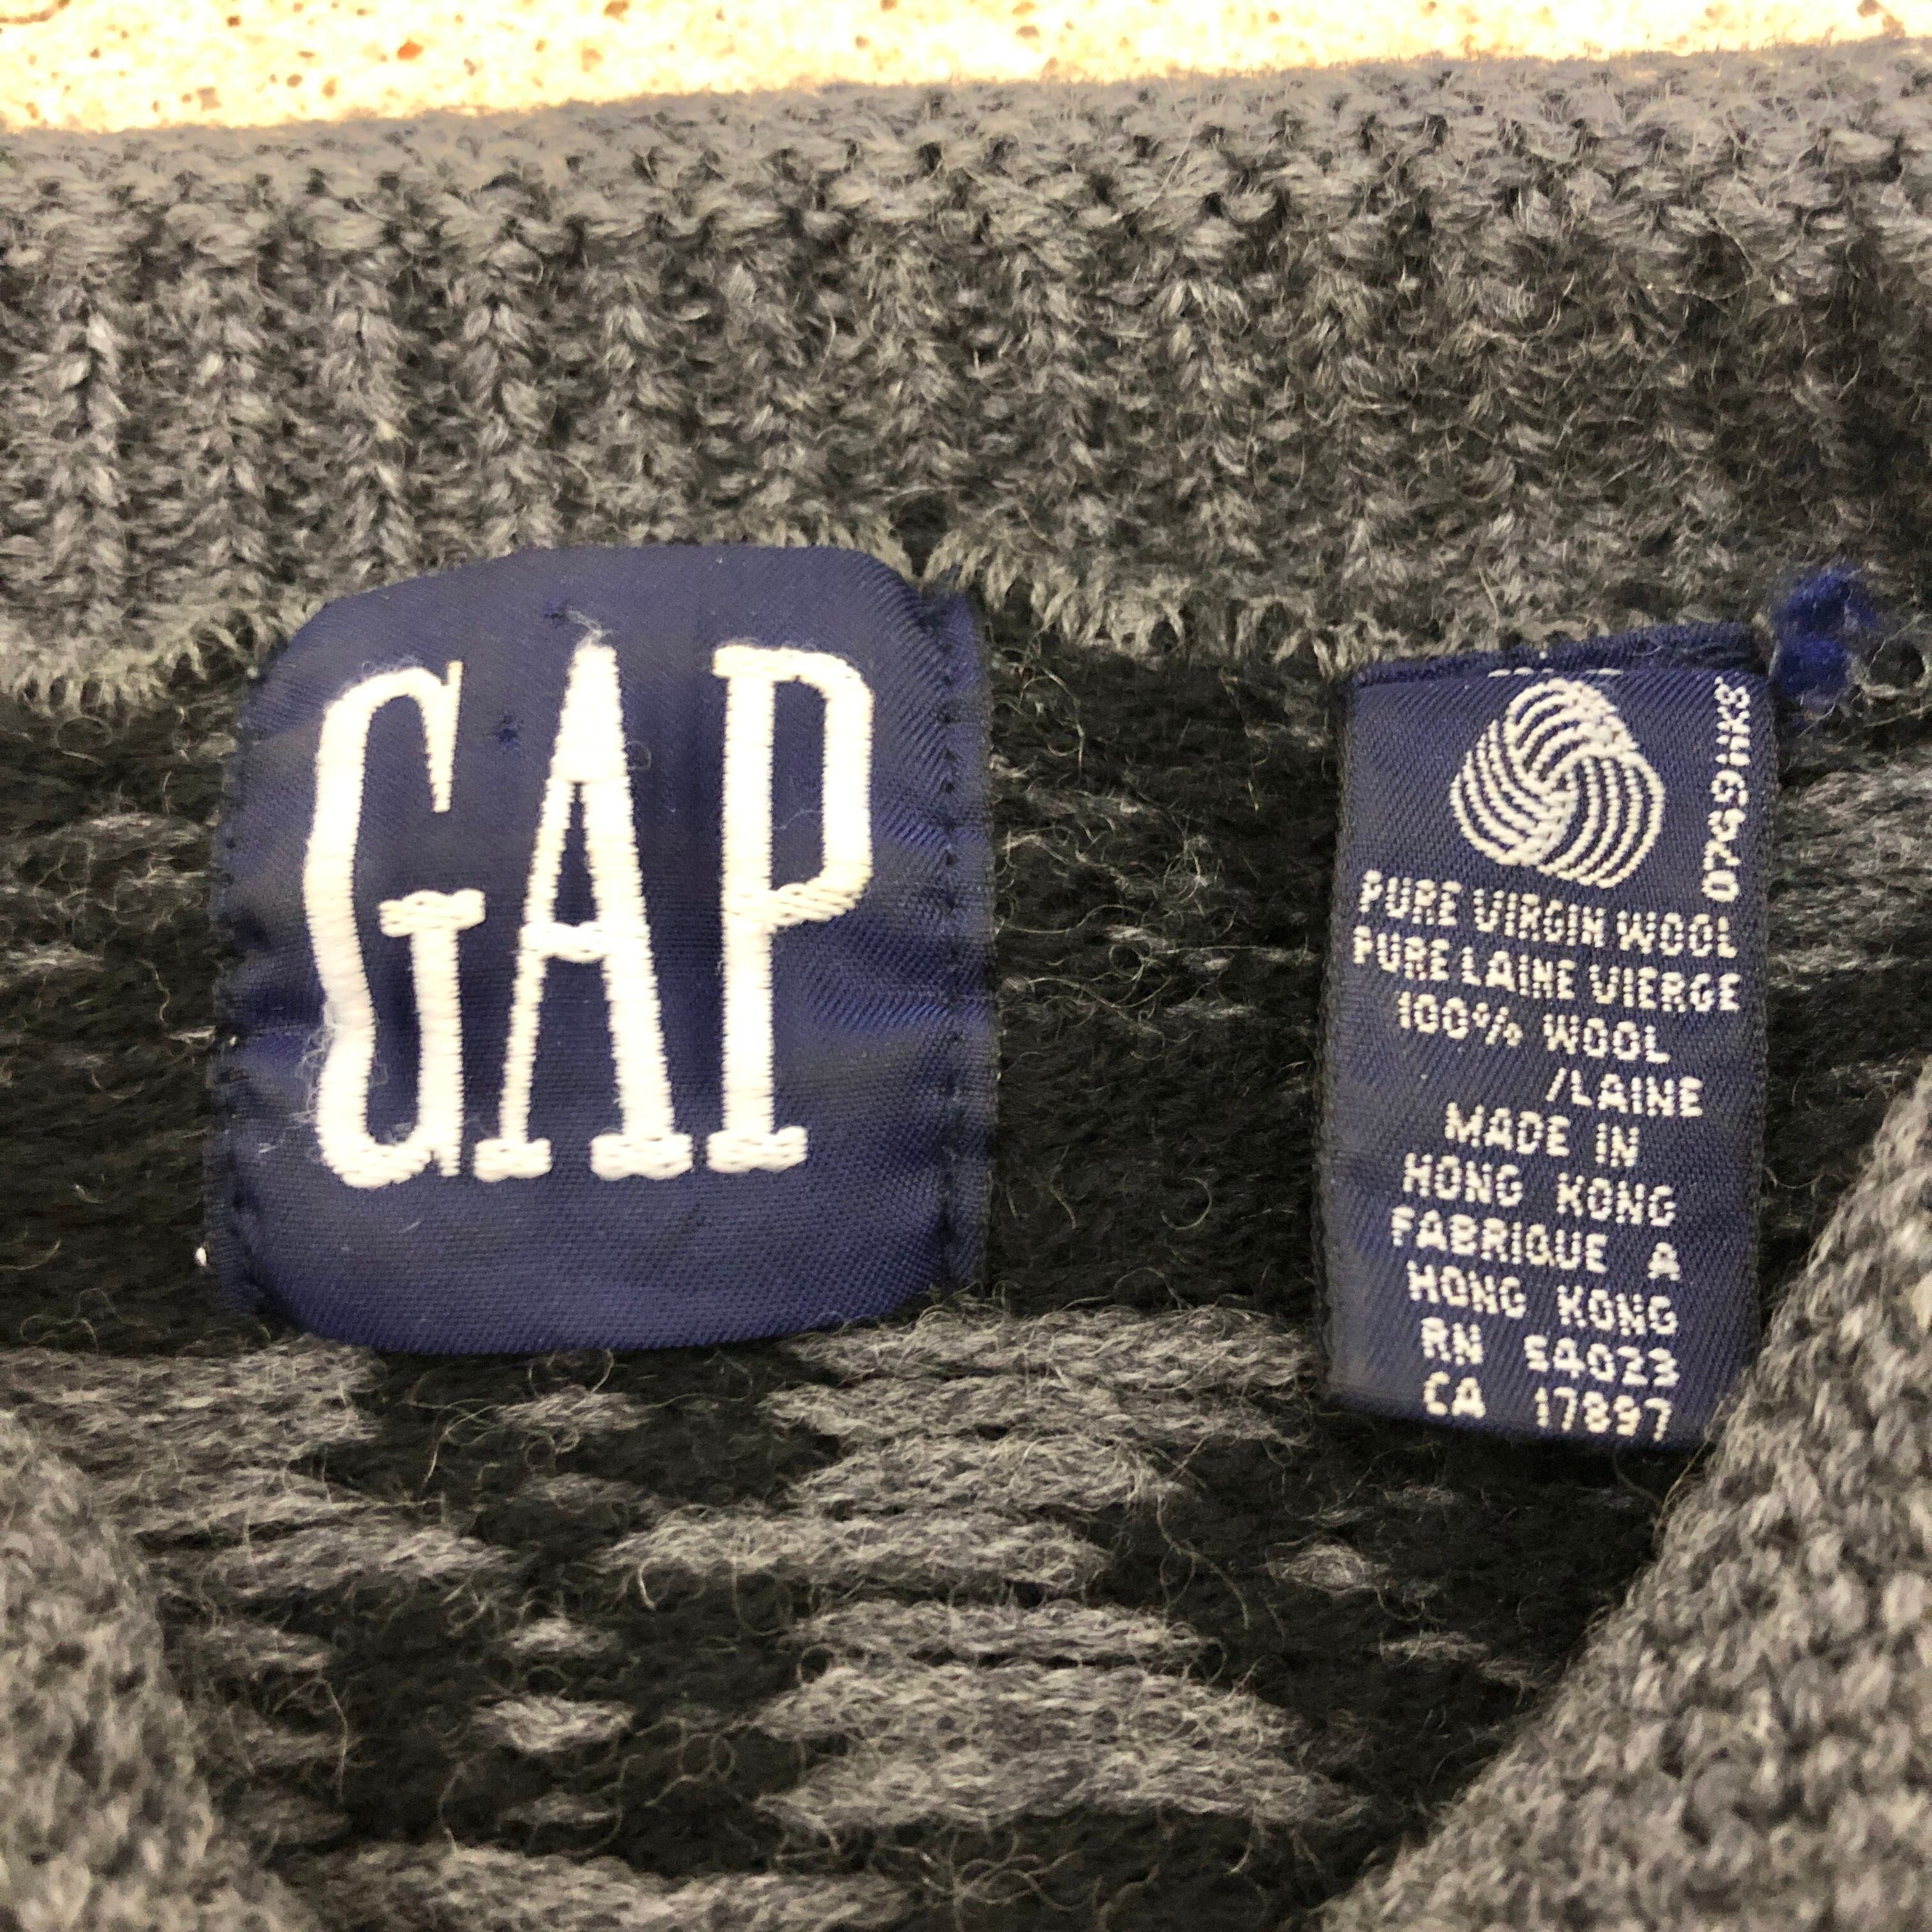 GAP
07G9HKS
PURE VIRGIN WOOL
PURE LAINE VIERGE
100% WOOL
/LAINE
MADE IN
HONG KONG
FABRIQUE A
HONG KONG
RN 54023
CA 17897